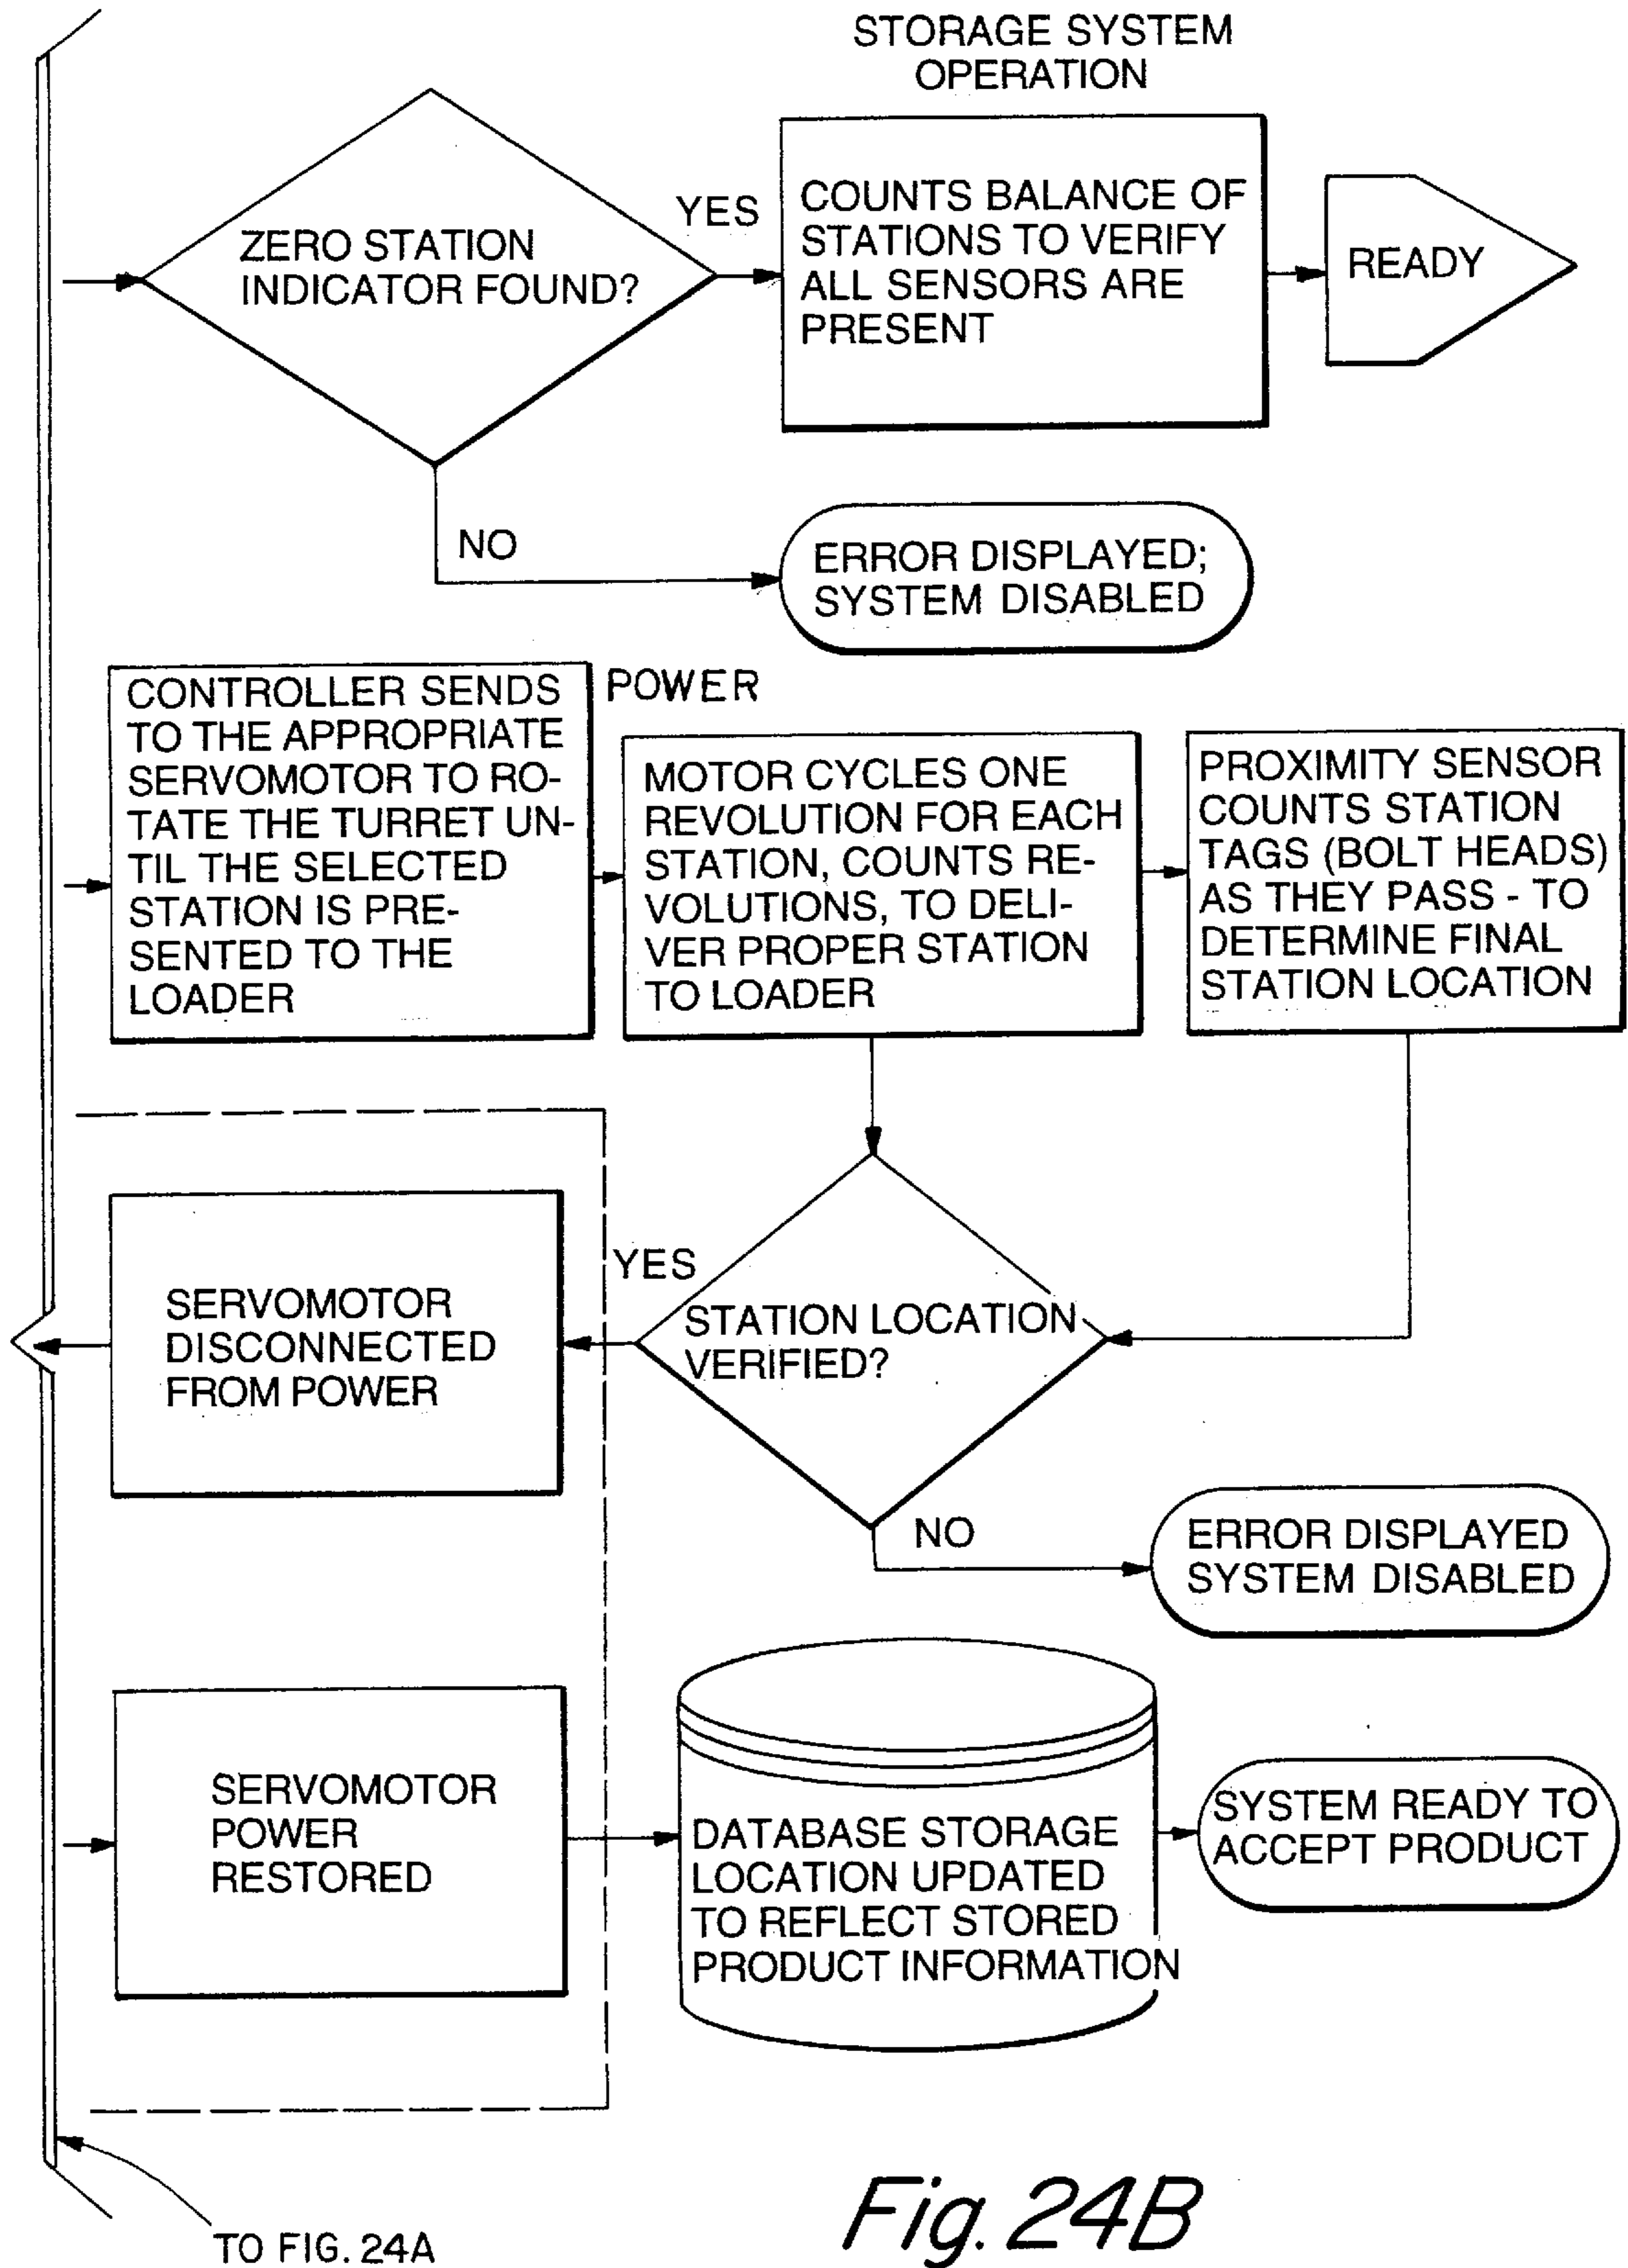 STORAGE SYSTEM
OPERATION
ZERO STATION
INDICATOR FOUND?
YES
COUNTS BALANCE OF
STATIONS TO VERIFY
ALL SENSORS ARE
PRESENT
READY
NO
ERROR DISPLAYED;
SYSTEM DISABLED
CONTROLLER SENDS
TO THE APPROPRIATE
SERVOMOTOR TO RO-
TATE THE TURRET UN-
TIL THE SELECTED
STATION IS PRE-
SENTED TO THE
LOADER
POWER
MOTOR CYCLES ONE
REVOLUTION FOR EACH
STATION, COUNTS RE-
VOLUTIONS, TO DELI-
VER PROPER STATION
TO LOADER
PROXIMITY SENSOR
COUNTS STATION
TAGS (BOLT HEADS)
AS THEY PASS - TO
DETERMINE FINAL
STATION LOCATION
STATION LOCATION
VERIFIED?
YES
SERVOMOTOR
DISCONNECTED
FROM POWER
NO
ERROR DISPLAYED
SYSTEM DISABLED
SERVOMOTOR
POWER
RESTORED
DATABASE STORAGE
LOCATION UPDATED
TO REFLECT STORED
PRODUCT INFORMATION
SYSTEM READY TO
ACCEPT PRODUCT
TO FIG. 24A
Fig. 24B